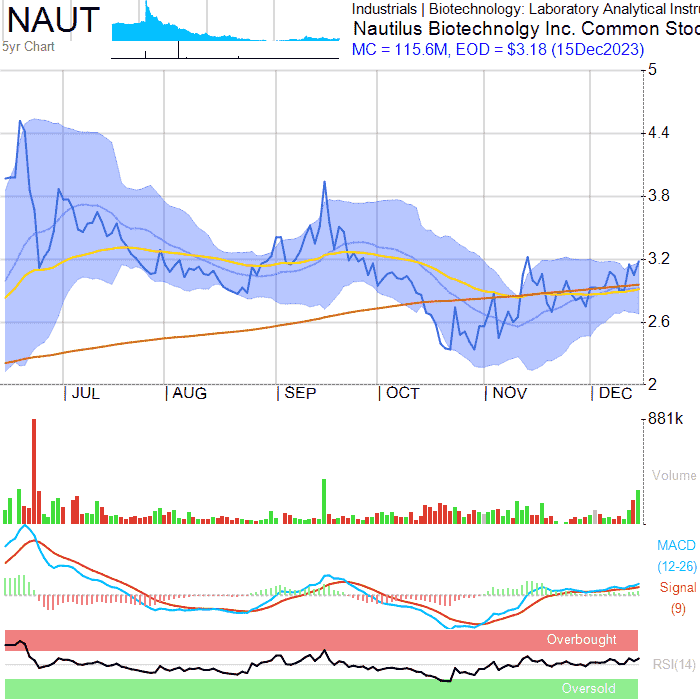 NAUT
5yr Chart
Industrials | Biotechnology: Laboratory Analytical Instru
Nautilus Biotechnolgy Inc. Common Stoc
MC = 115.6M, EOD = $3.18 (15Dec2023)
5
4.4
3.8
3.2
2.6
2
JUL AUG SEP OCT NOV DEC
881k
Volume
MACD
(12-26)
Signal
(9)
Overbought
RSI(14)
Oversold